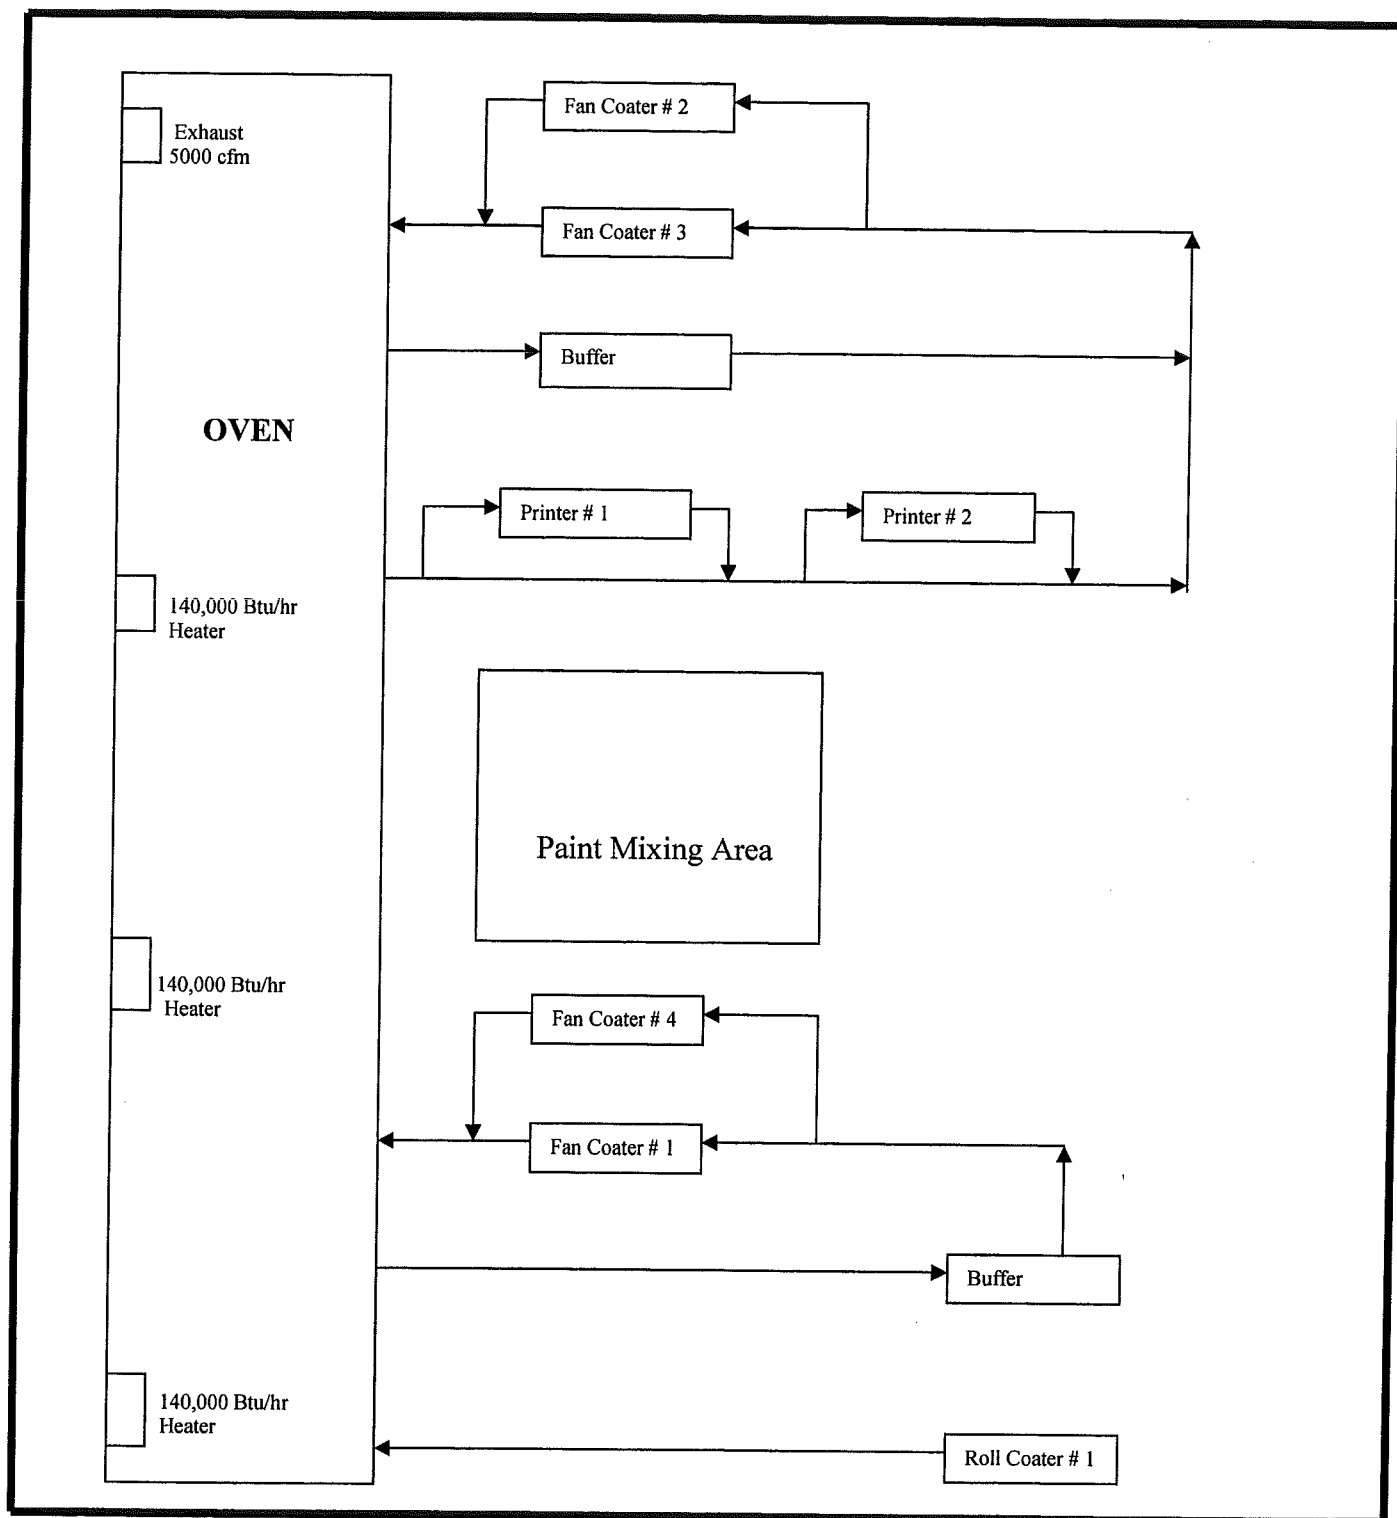 Fan Coater # 2
Exhaust
5000 cfm
Fan Coater # 3
Buffer
OVEN
Printer # 1
Printer # 2
140,000 Btu/hr
Heater
Paint Mixing Area
140,000 Btu/hr
Heater
Fan Coater # 4
Fan Coater # 1
Buffer
140,000 Btu/hr
Heater
Roll Coater # 1